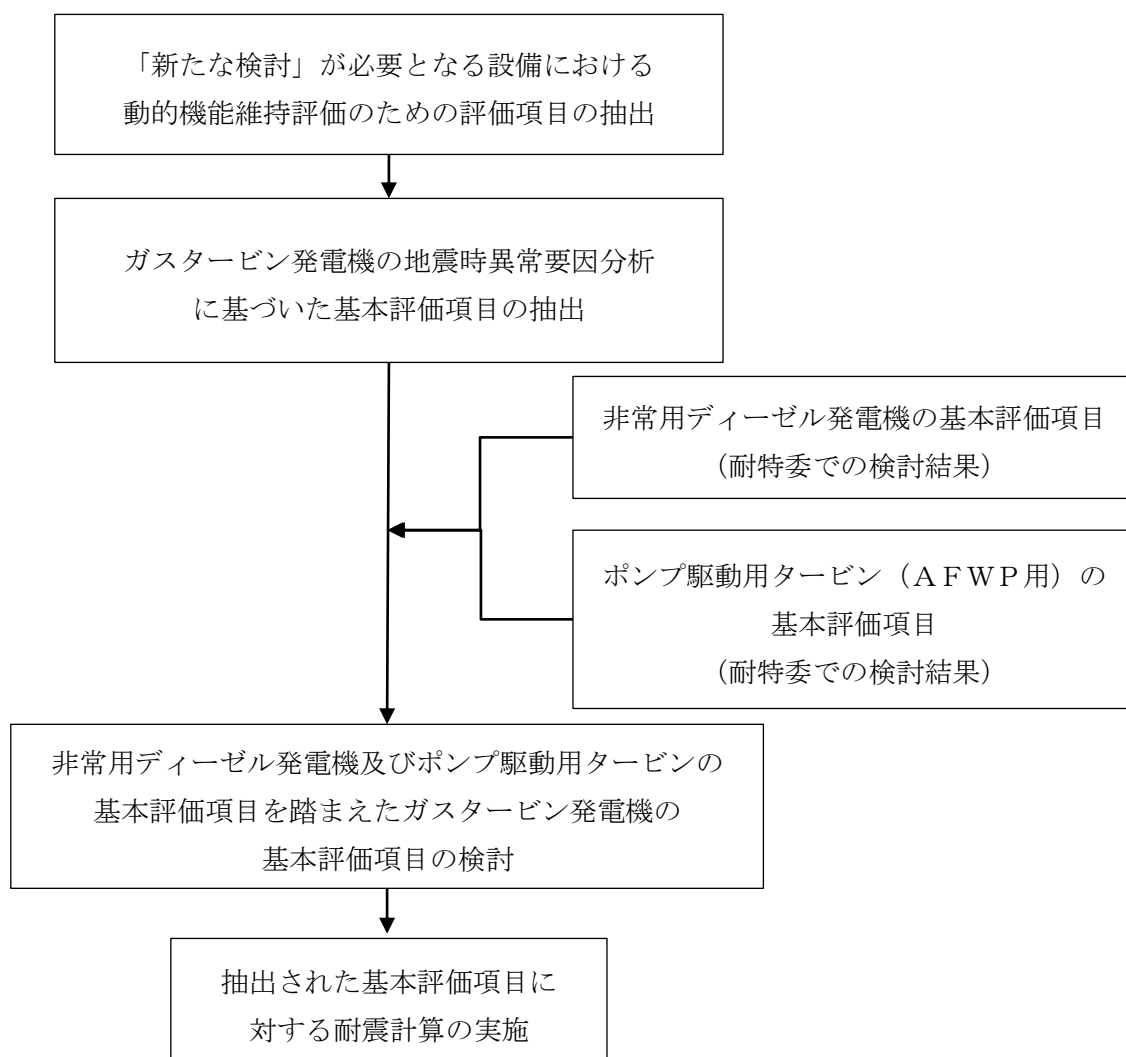 「新たな検討」が必要となる設備における
動的機能維持評価のための評価項目の抽出
ガスタービン発電機の地震時異常要因分析
に基づいた基本評価項目の抽出
非常用ディーゼル発電機の基本評価項目
（耐特委での検討結果）
ポンプ駆動用タービン（ＡＦＷＰ用）の
基本評価項目
（耐特委での検討結果）
非常用ディーゼル発電機及びポンプ駆動用タービンの
基本評価項目を踏まえたガスタービン発電機の
基本評価項目の検討
抽出された基本評価項目に
対する耐震計算の実施